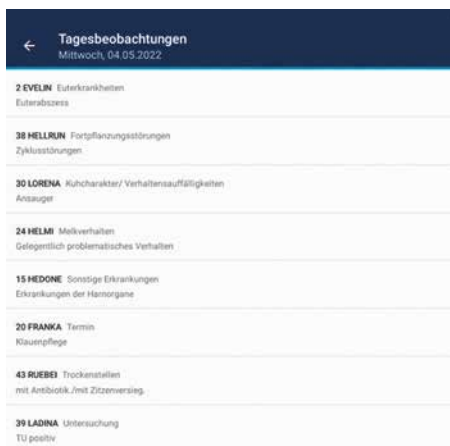 Tagesbeobachtungen
Mittwoch, 04.05.2022
2 EVELIN Euterkrankheiten
Euterabszess
38 HELLRUN Fortpflanzungsstörungen
Zyklusstörungen
30 LORENA Kuhcharakter/ Verhaltensauffälligkeiten
Ansauger
24 HELMI Melkverhalten
Gelegentlich problematisches Verhalten
15 HEDONE Sonstige Erkrankungen
Erkrankungen der Harnorgane
20 FRANKA Termin
Klauenpflege
43 RUEBEI Trockenstellen
mit Antibiotik./mit Zitzenversieg.
39 LADINA Untersuchung
TU positiv